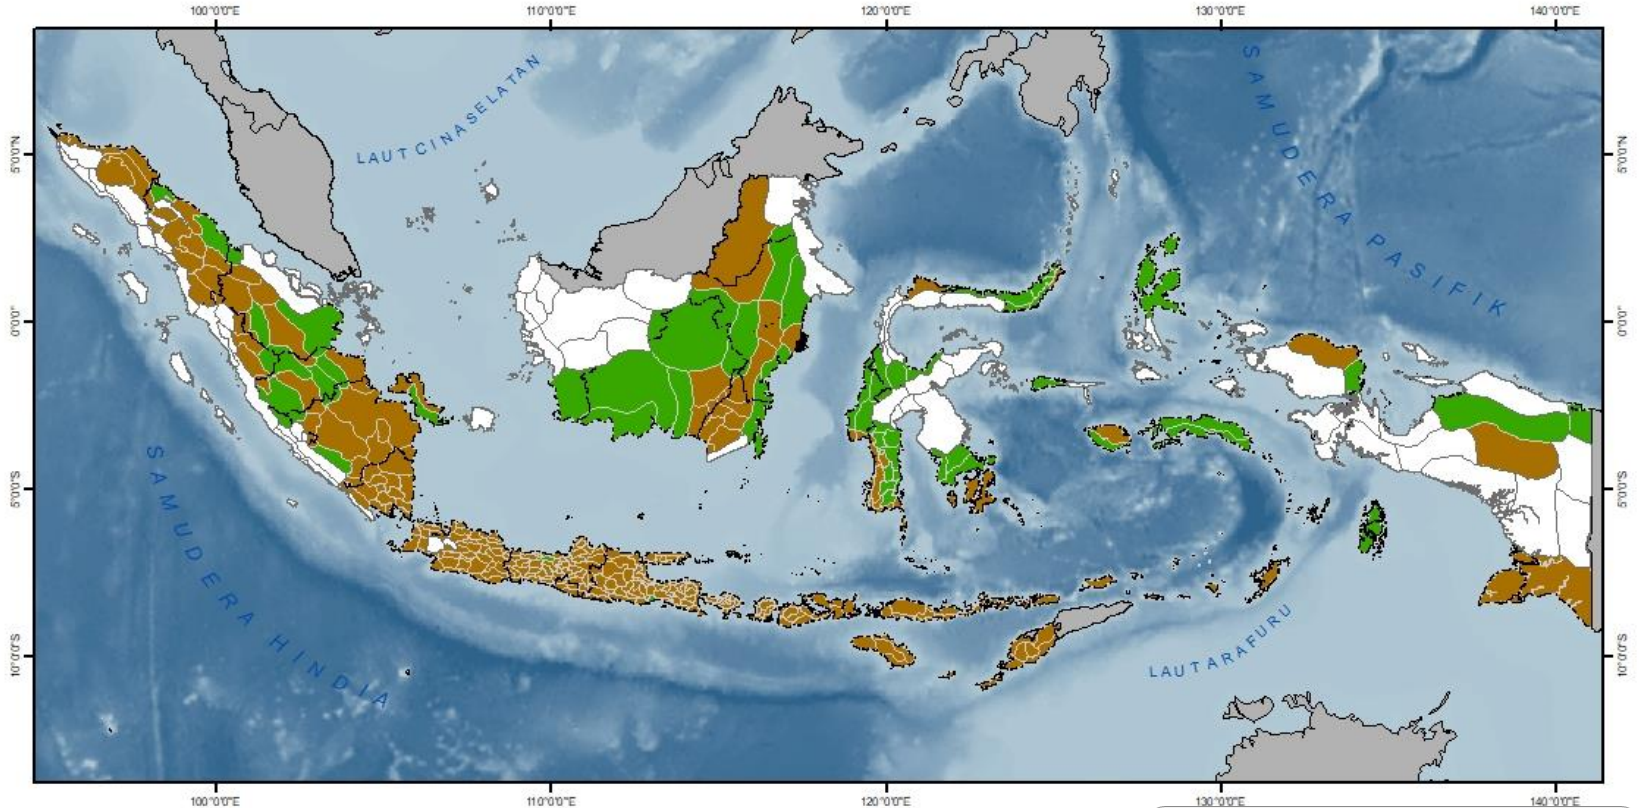 100°0'0"E 110°0'0"E 120°0'0"E 130°0'0"E 140°0'0"E
LAUT CINA SELATAN
SAMUDERA PASIFIK
5°0'0"N 5°0'0"N
0°0'0" 0°0'0"
5°0'0"S 5°0'0"S
10°0'0"S 10°0'0"S
SAMUDERA HINDIA
LAUT ARAFURU
100°0'0"E 110°0'0"E 120°0'0"E 130°0'0"E 140°0'0"E